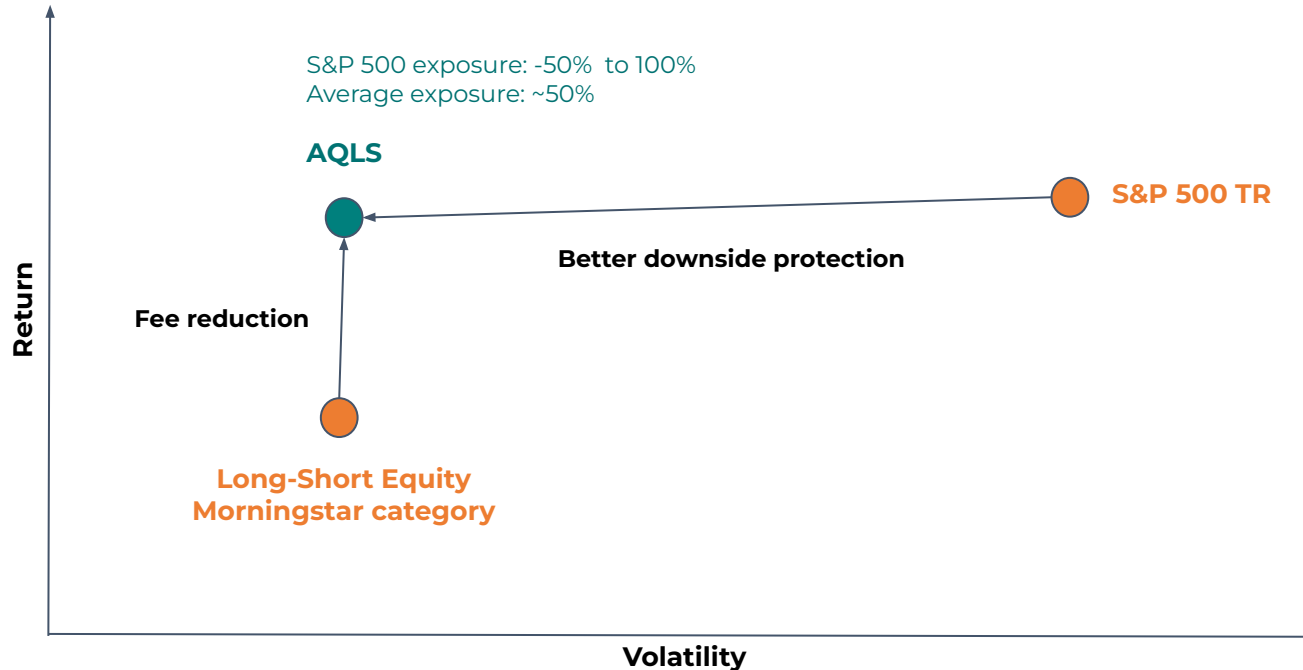 S&P 500 exposure: -50% to 100%
Average exposure: ~50%
AQLS
S&P 500 TR
Better downside protection
Fee reduction
Return
Long-Short Equity
Morningstar category
Volatility